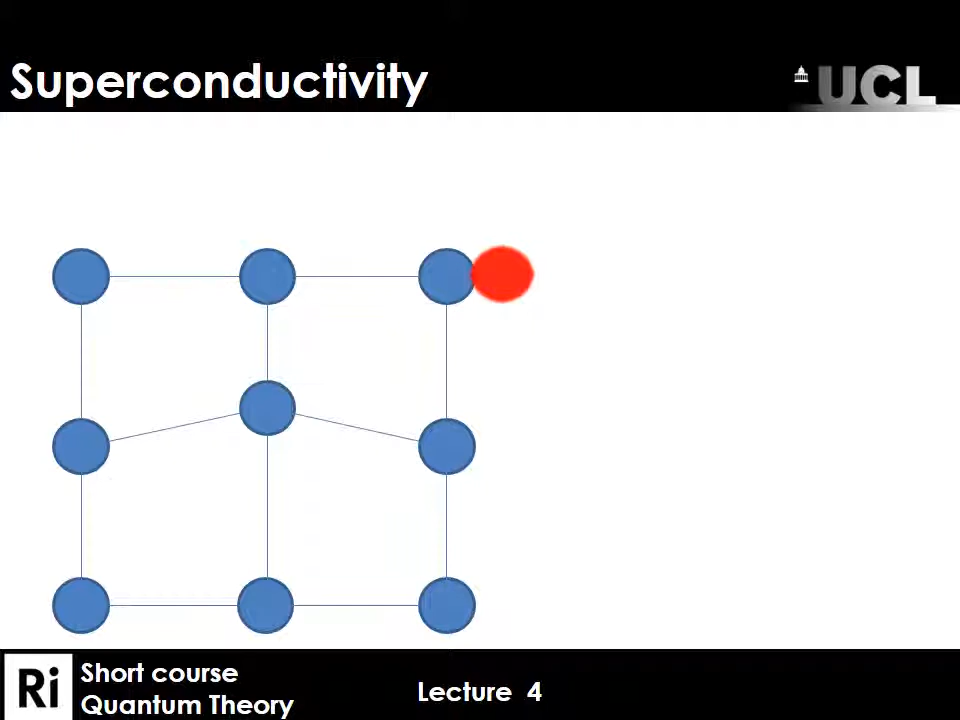 Superconductivity
UCL
Ri
Short course
Quantum Theory
Lecture 4